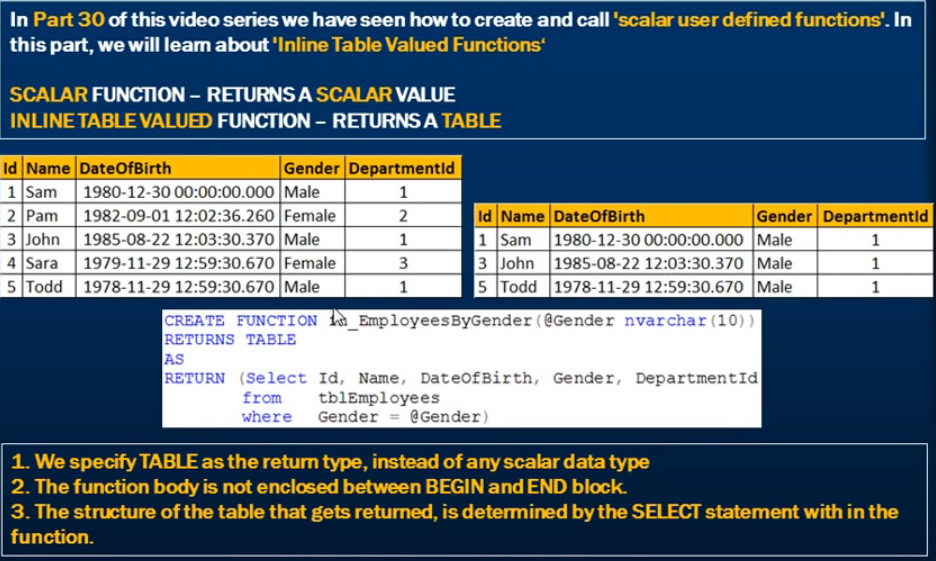 In Part 30 of this video series we have seen how to create and call 'scalar user defined functions'. In
this part, we will learn about 'Inline Table Valued Functions‘
SCALAR FUNCTION – RETURNS A SCALAR VALUE
INLINE TABLE VALUED FUNCTION – RETURNS A TABLE
Id Name DateOfBirth Gender DepartmentId
1 Sam 1980-12-30 00:00:00.000 Male 1
2 Pam 1982-09-01 12:02:36.260 Female 2
3 John 1985-08-22 12:03:30.370 Male 1
4 Sara 1979-11-29 12:59:30.670 Female 3
5 Todd 1978-11-29 12:59:30.670 Male 1
Id Name DateOfBirth Gender DepartmentId
1 Sam 1980-12-30 00:00:00.000 Male 1
3 John 1985-08-22 12:03:30.370 Male 1
5 Todd 1978-11-29 12:59:30.670 Male 1
CREATE FUNCTION _EmployeesByGender(@Gender nvarchar(10))
RETURNS TABLE
AS
RETURN (Select Id, Name, DateOfBirth, Gender, DepartmentId
from tblEmployees
where Gender = @Gender)
1. We specify TABLE as the return type, instead of any scalar data type
2. The function body is not enclosed between BEGIN and END block.
3. The structure of the table that gets returned, is determined by the SELECT statement with in the
function.